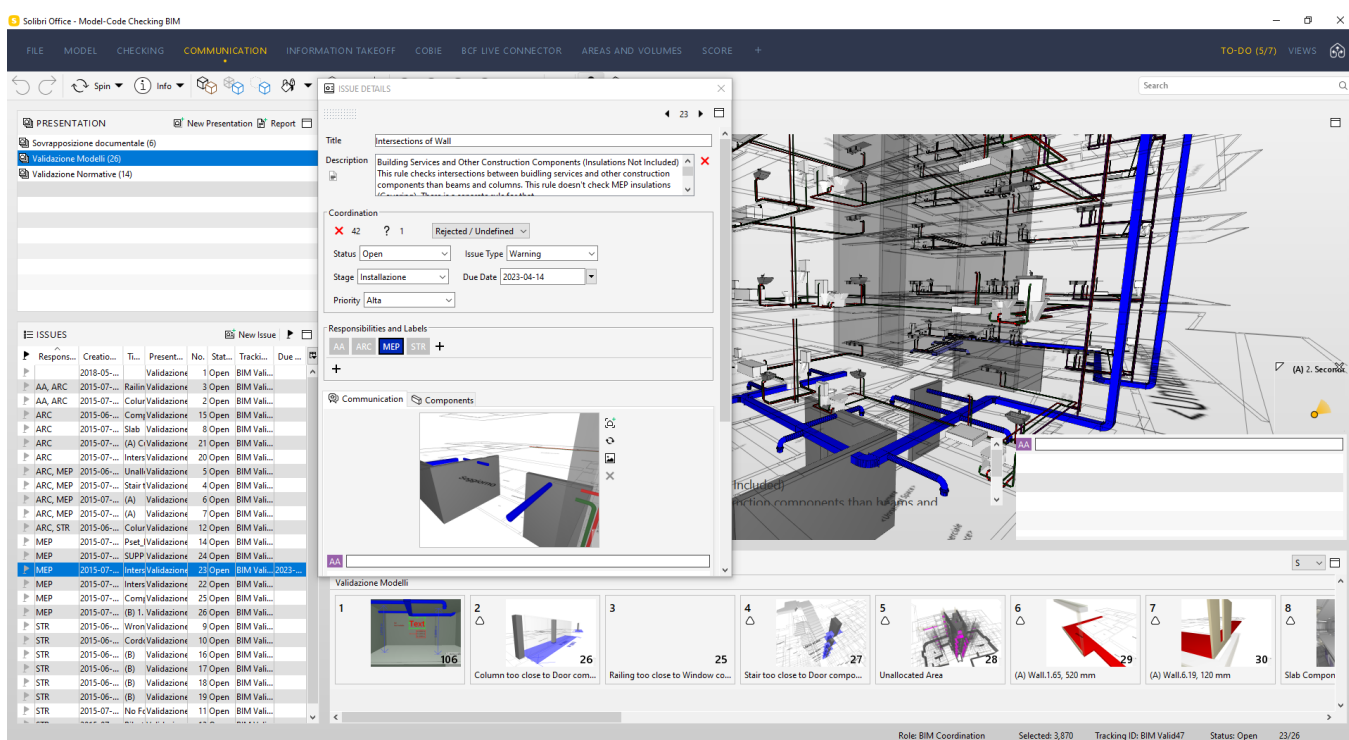 Solibri Office - Model-Code Checking BIM
FILE MODEL CHECKING COMMUNICATION INFORMATION TAKEOFF COBIE BCF LIVE CONNECTOR AREAS AND VOLUMES SCORE + TO-DO (5/7) VIEWS
Spin Info Search
ISSUE DETAILS
23
PRESENTATION New Presentation Report
Sovrapposizione documentale (6)
Validazione Modelli (26)
Validazione Normative (14)
Title Intersections of Wall
Description Building Services and Other Construction Components (Insulations Not Included)
This rule checks intersections between buidling services and other construction
components than beams and columns. This rule doesn't check MEP insulations
Coordination
42 ? 1 Rejected / Undefined
Status Open Issue Type Warning
Stage Installazione Due Date 2023-04-14
Priority Alta
Responsibilities and Labels
AA ARC MEP STR +
+
Communication Components
Soggiorno
AA
ISSUES New Issue
Respons... Creatio... Ti... Present... No. Stat... Tracki... Due ...
2018-05-... Validazione 1 Open BIM Vali...
AA, ARC 2015-07-... Railin Validazione 3 Open BIM Vali...
AA, ARC 2015-07-... Colur Validazione 2 Open BIM Vali...
ARC 2015-06-... Comp Validazione 15 Open BIM Vali...
ARC 2015-07-... Slab Validazione 8 Open BIM Vali...
ARC 2015-07-... (A) Co Validazione 21 Open BIM Vali...
ARC 2015-07-... Inters Validazione 20 Open BIM Vali...
ARC, MEP 2015-06-... Unall Validazione 5 Open BIM Vali...
ARC, MEP 2015-07-... Stair t Validazione 4 Open BIM Vali...
ARC, MEP 2015-07-... (A) Validazione 6 Open BIM Vali...
ARC, MEP 2015-07-... (A) Validazione 7 Open BIM Vali...
ARC, STR 2015-06-... Colur Validazione 12 Open BIM Vali...
MEP 2015-07-... Pset_ Validazione 14 Open BIM Vali...
MEP 2015-07-... SUPP Validazione 24 Open BIM Vali...
MEP 2015-07-... Inters Validazione 23 Open BIM Vali... 2023-...
MEP 2015-07-... Inters Validazione 22 Open BIM Vali...
MEP 2015-07-... Comp Validazione 25 Open BIM Vali...
MEP 2015-07-... (B) 1. Validazione 26 Open BIM Vali...
STR 2015-06-... Wron Validazione 9 Open BIM Vali...
STR 2015-06-... Corde Validazione 10 Open BIM Vali...
STR 2015-06-... (B) Validazione 16 Open BIM Vali...
STR 2015-06-... (B) Validazione 17 Open BIM Vali...
STR 2015-06-... (B) Validazione 18 Open BIM Vali...
STR 2015-06-... (B) Validazione 19 Open BIM Vali...
STR 2015-07-... No Fo Validazione 11 Open BIM Vali...
(A) 2. Second
AA
Included)
ruction components than beams and
S
Validazione Modelli
1 Text 106
2 26 Column too close to Door com...
3 25 Railing too close to Window co...
4 27 Stair too close to Door compo...
5 28 Unallocated Area
6 29 (A) Wall.1.65, 520 mm
7 30 (A) Wall.6.19, 120 mm
8 Slab Compon
Role: BIM Coordination Selected: 3,870 Tracking ID: BIM Valid47 Status: Open 23/26